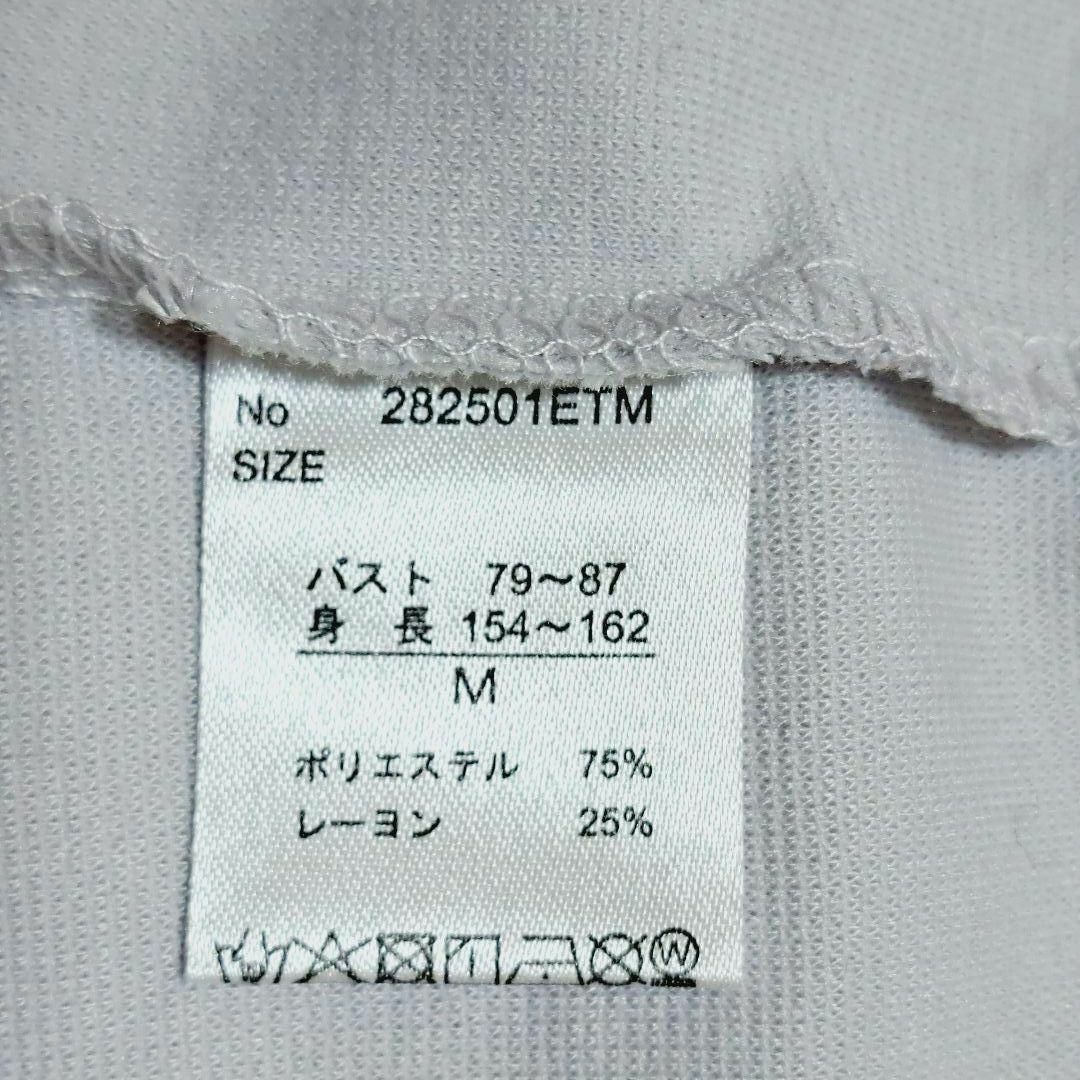 No 282501ETM
SIZE
バスト 79～87
身 長 154～162
M
ポリエステル 75%
レーヨン 25%
W